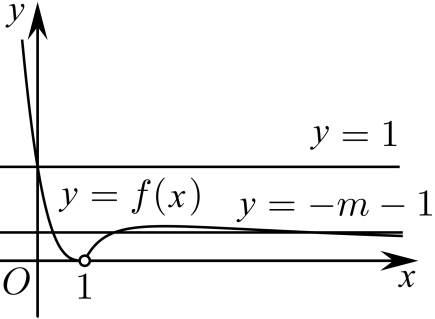 y
y = 1
y = f(x)
y = −m − 1
O
1
x